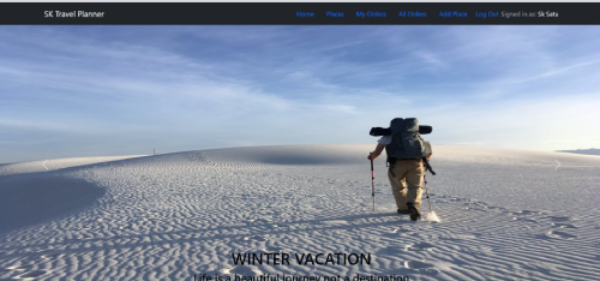 SK Travel Planner
Home Places My Orders All Orders Add Place Log Out Signed in as: Sk Setu
WINTER VACATION
Life is a beautiful journey not a destination